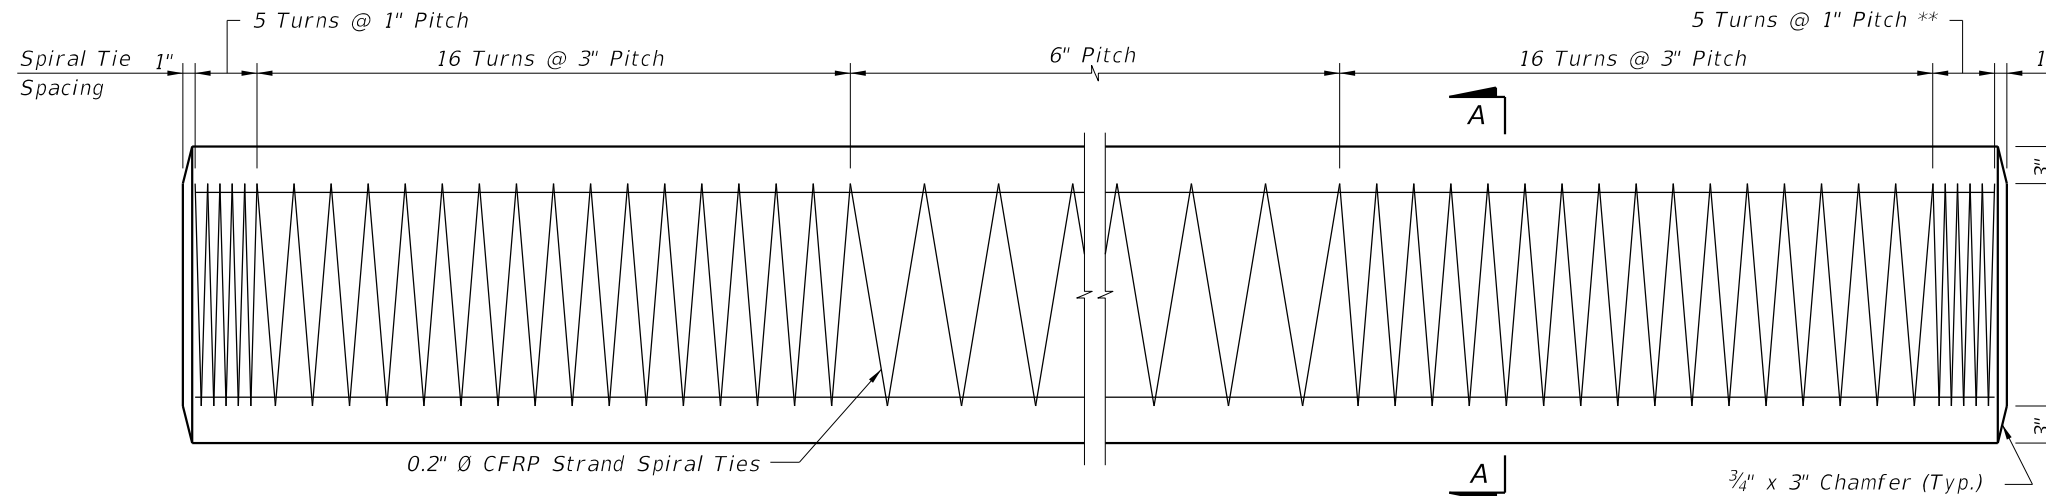 5 Turns @ 1" Pitch
5 Turns @ 1" Pitch **
Spiral Tie
Spacing
1"
16 Turns @ 3" Pitch
6" Pitch
16 Turns @ 3" Pitch
1
A
3"
3"
0.2" Ø CFRP Strand Spiral Ties
A
¾" x 3" Chamfer (Typ.)